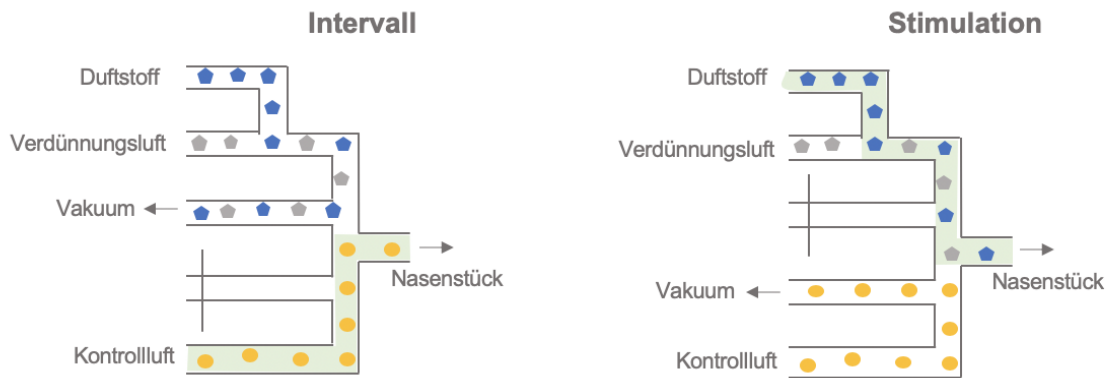 Intervall
Duftstoff
Verdünnungsluft
Vakuum
Nasenstück
Kontrollluft
Stimulation
Duftstoff
Verdünnungsluft
Nasenstück
Vakuum
Kontrollluft